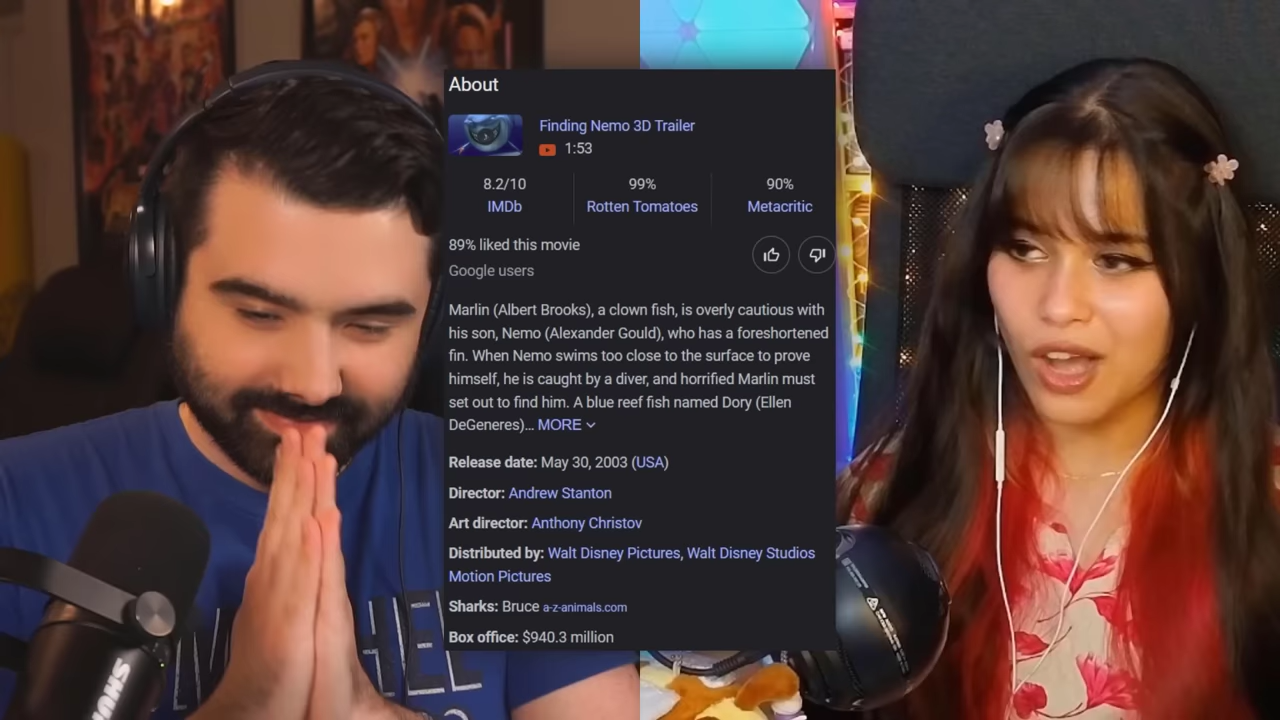 About
Finding Nemo 3D Trailer
1:53
8.2/10
IMDb
99%
Rotten Tomatoes
90%
Metacritic
89% liked this movie
Google users
Marlin (Albert Brooks), a clown fish, is overly cautious with
his son, Nemo (Alexander Gould), who has a foreshortened
fin. When Nemo swims too close to the surface to prove
himself, he is caught by a diver, and horrified Marlin must
set out to find him. A blue reef fish named Dory (Ellen
DeGeneres)... MORE
Release date: May 30, 2003 (USA)
Director: Andrew Stanton
Art director: Anthony Christov
Distributed by: Walt Disney Pictures, Walt Disney Studios
Motion Pictures
Sharks: Bruce a-z-animals.com
Box office: $940.3 million